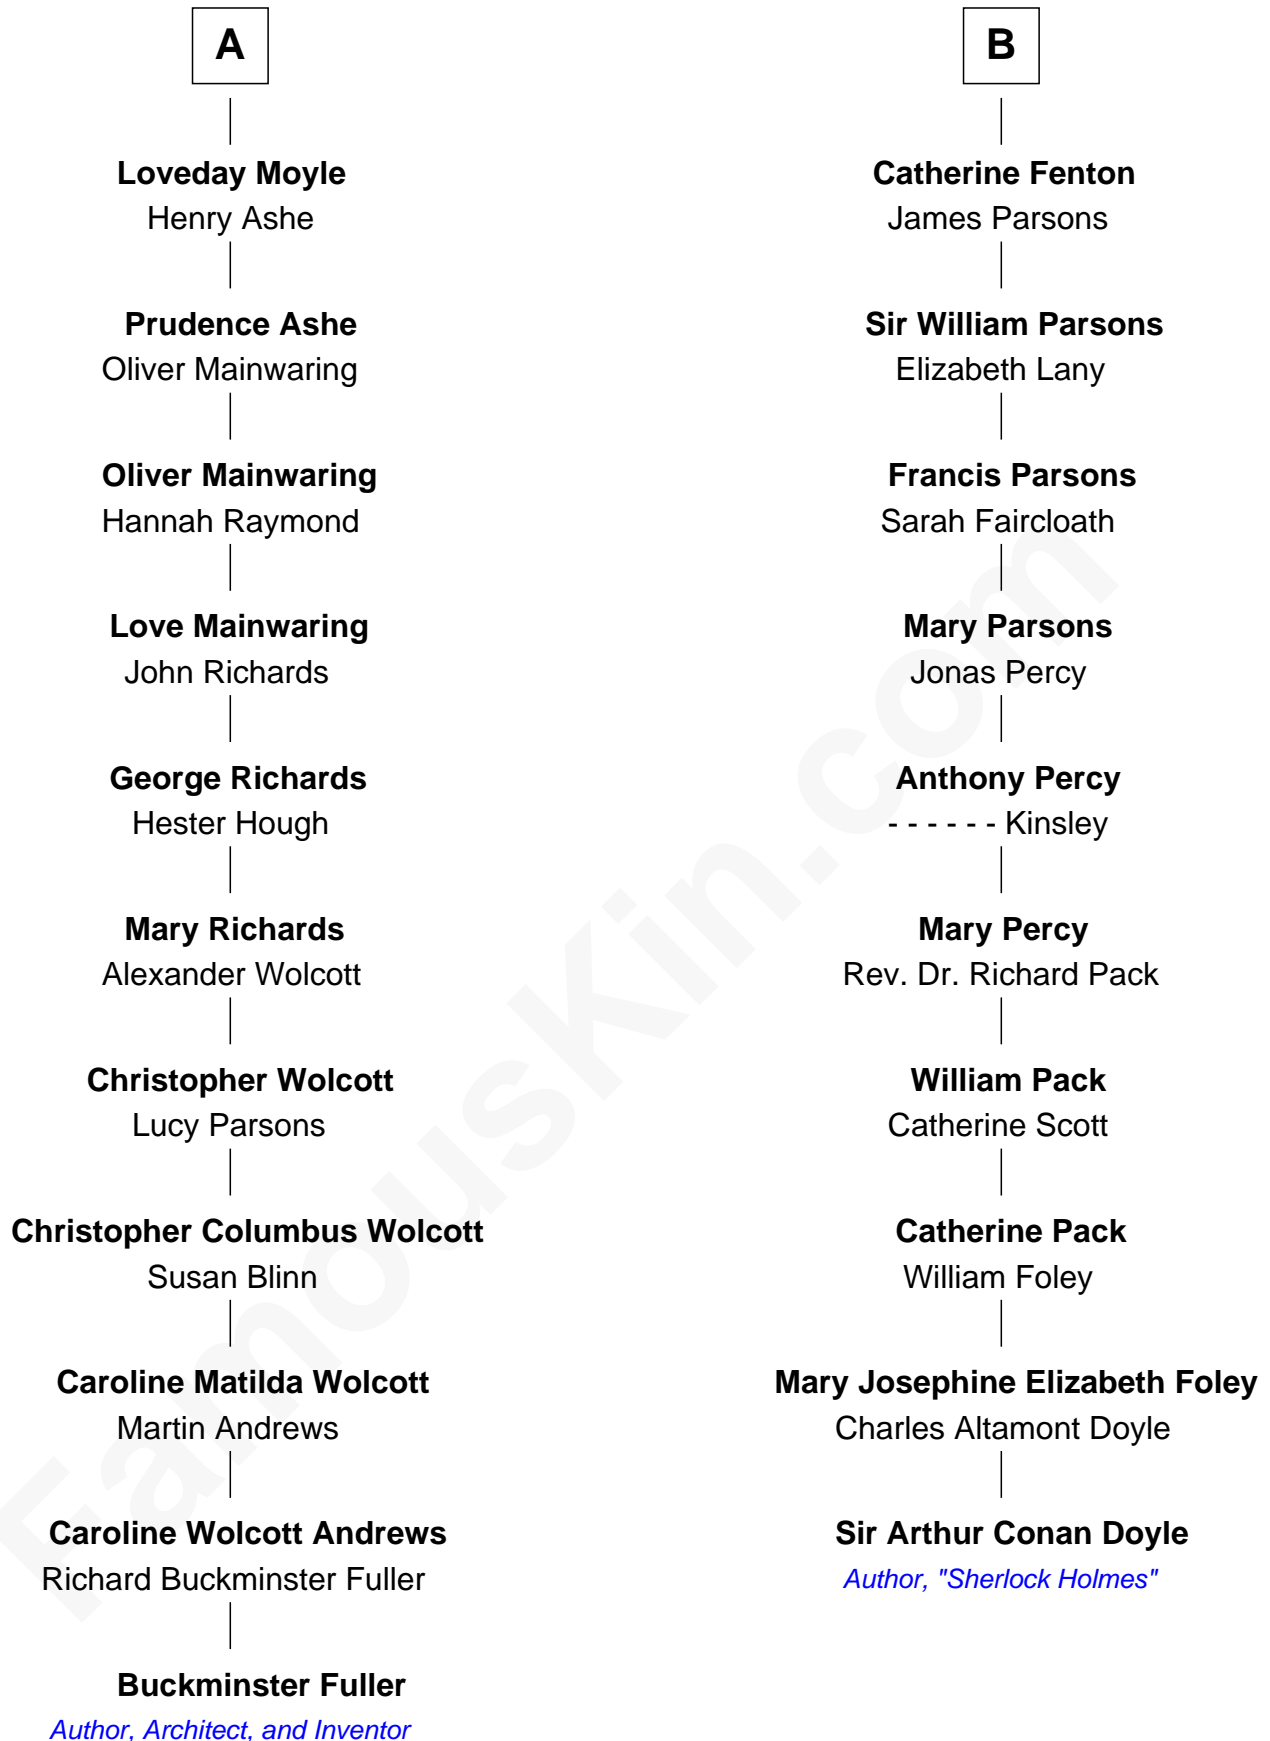 A
Loveday Moyle
Henry Ashe
Prudence Ashe
Oliver Mainwaring
Oliver Mainwaring
Hannah Raymond
Love Mainwaring
John Richards
George Richards
Hester Hough
Mary Richards
Alexander Wolcott
Christopher Wolcott
Lucy Parsons
Christopher Columbus Wolcott
Susan Blinn
Caroline Matilda Wolcott
Martin Andrews
Caroline Wolcott Andrews
Richard Buckminster Fuller
Buckminster Fuller
Author, Architect, and Inventor
B
Catherine Fenton
James Parsons
Sir William Parsons
Elizabeth Lany
Francis Parsons
Sarah Faircloath
Mary Parsons
Jonas Percy
Anthony Percy
- - - - - - Kinsley
Mary Percy
Rev. Dr. Richard Pack
William Pack
Catherine Scott
Catherine Pack
William Foley
Mary Josephine Elizabeth Foley
Charles Altamont Doyle
Sir Arthur Conan Doyle
Author, "Sherlock Holmes"
FamousKin.com